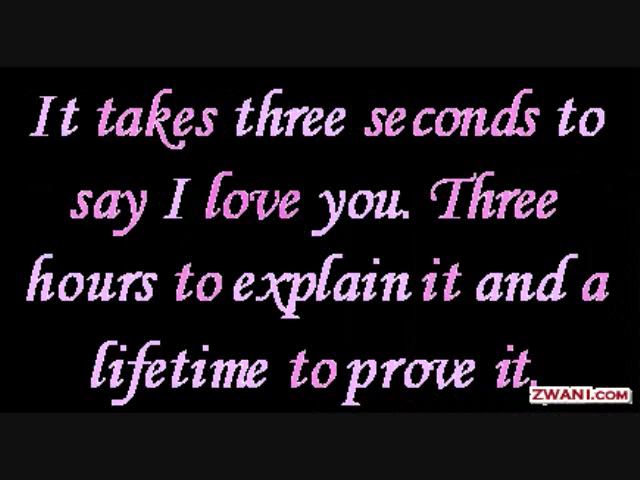 It takes three seconds to
say I love you. Three
hours to explain it and a
lifetime to prove it.
ZWANI.COM